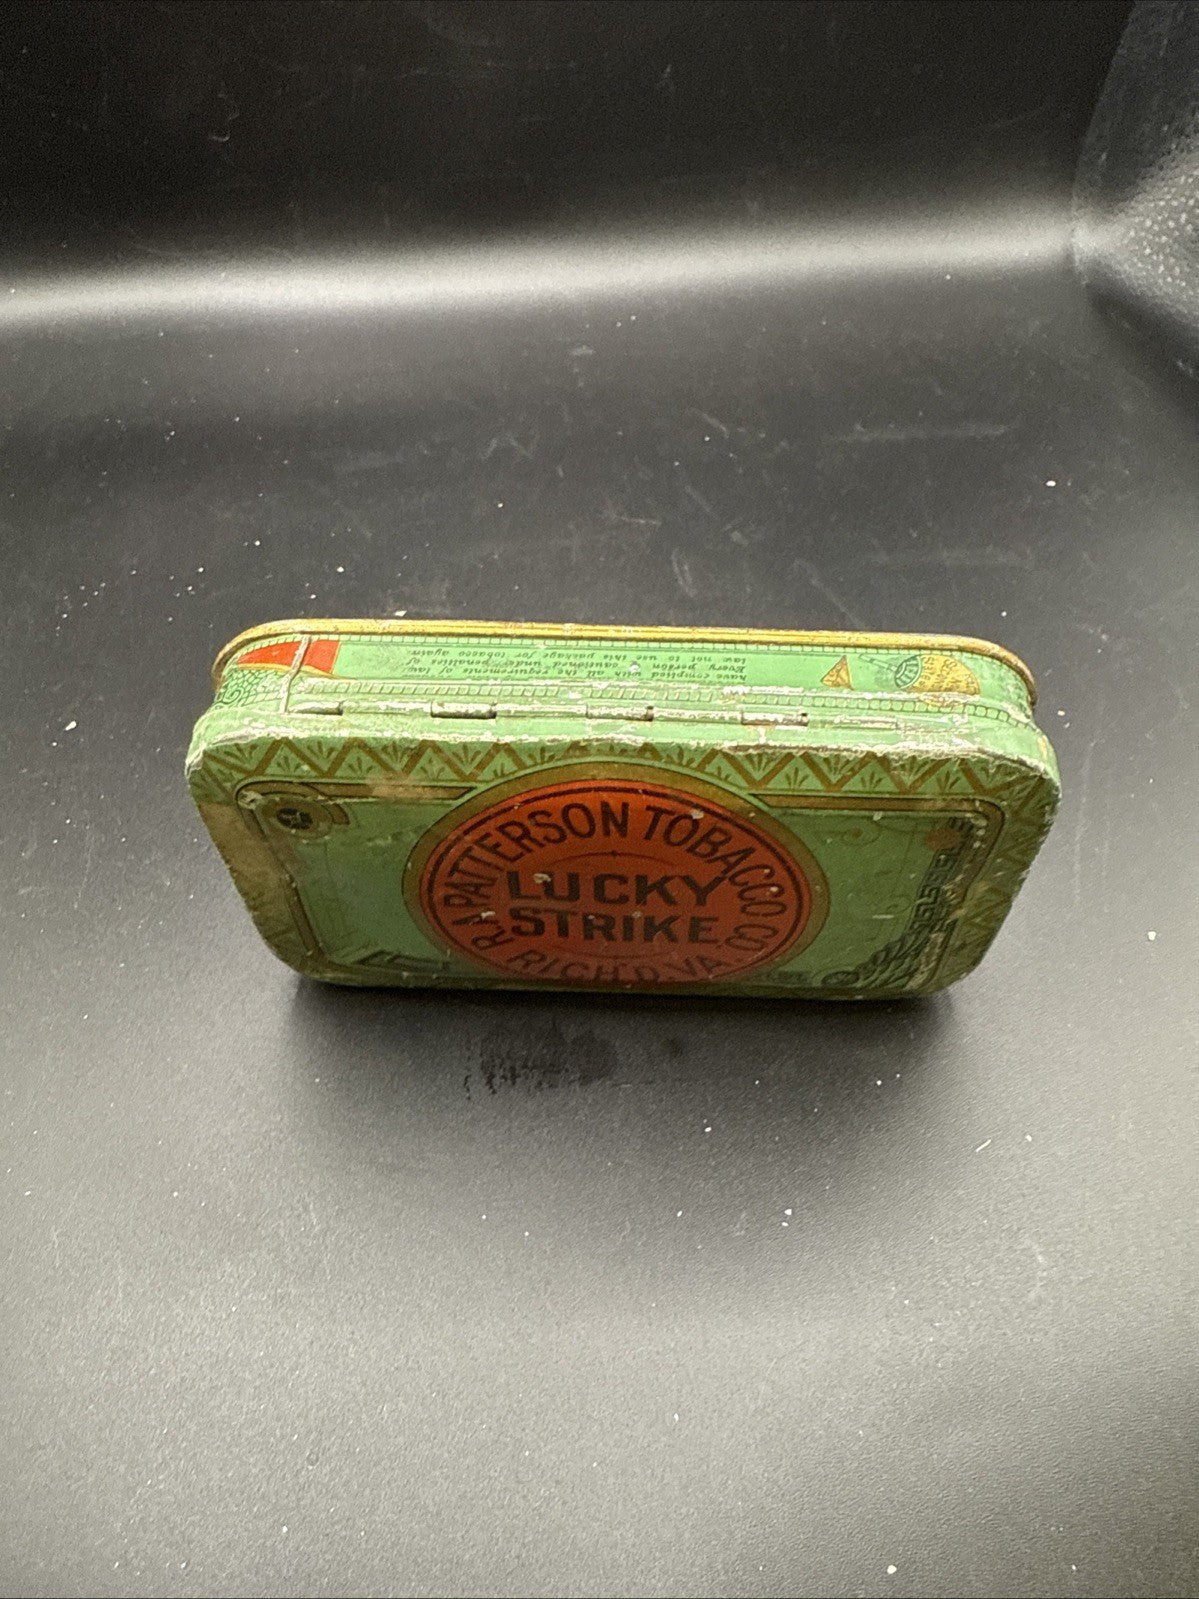 Every person
have complied with all the requirements of law.
cautioned under penalties of
law not to use this package for tobacco again.
R.A. PATTERSON TOBACCO CO.
LUCKY
STRIKE
RICH'D. VA.